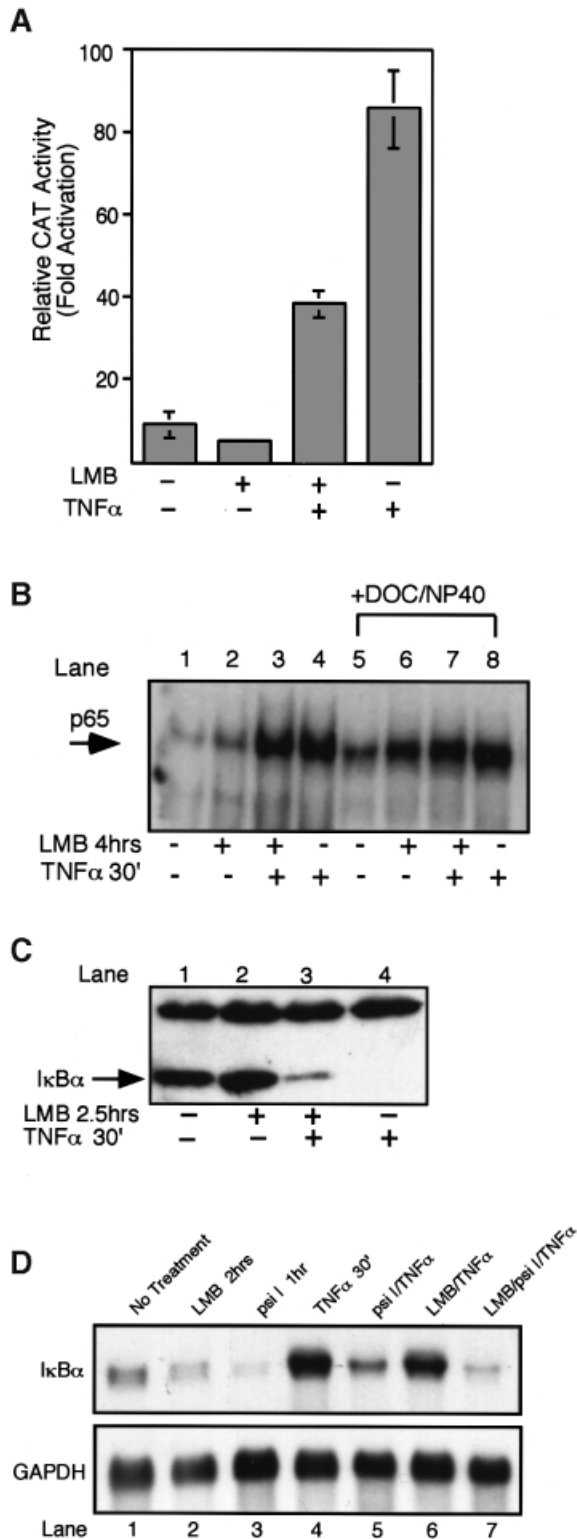 A
100
80
60
40
20
Relative CAT Activity
(Fold Activation)
LMB - + + -
TNFα - - + +
B
+DOC/NP40
Lane 1 2 3 4 5 6 7 8
p65
LMB 4hrs - + + - - + + -
TNFα 30' - - + + - - + +
C
Lane 1 2 3 4
IκBα
LMB 2.5hrs - + + -
TNFα 30' - - + +
D
No Treatment
LMB 2hrs
psi I 1hr
TNFα 30'
psi I/TNFα
LMB/TNFα
LMB/psi I/TNFα
IκBα
GAPDH
Lane 1 2 3 4 5 6 7